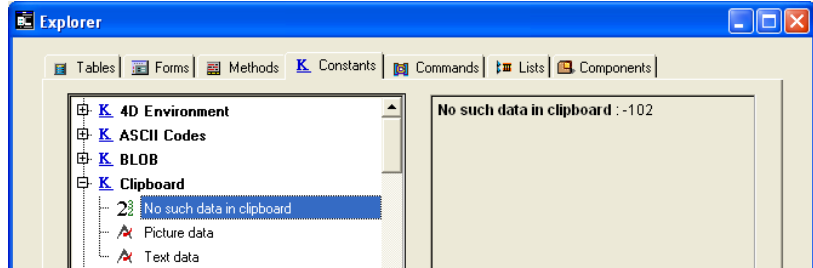 Explorer
Tables Forms Methods K Constants Commands Lists Components
K 4D Environment
K ASCII Codes
K BLOB
K Clipboard
No such data in clipboard
Picture data
Text data
No such data in clipboard : -102